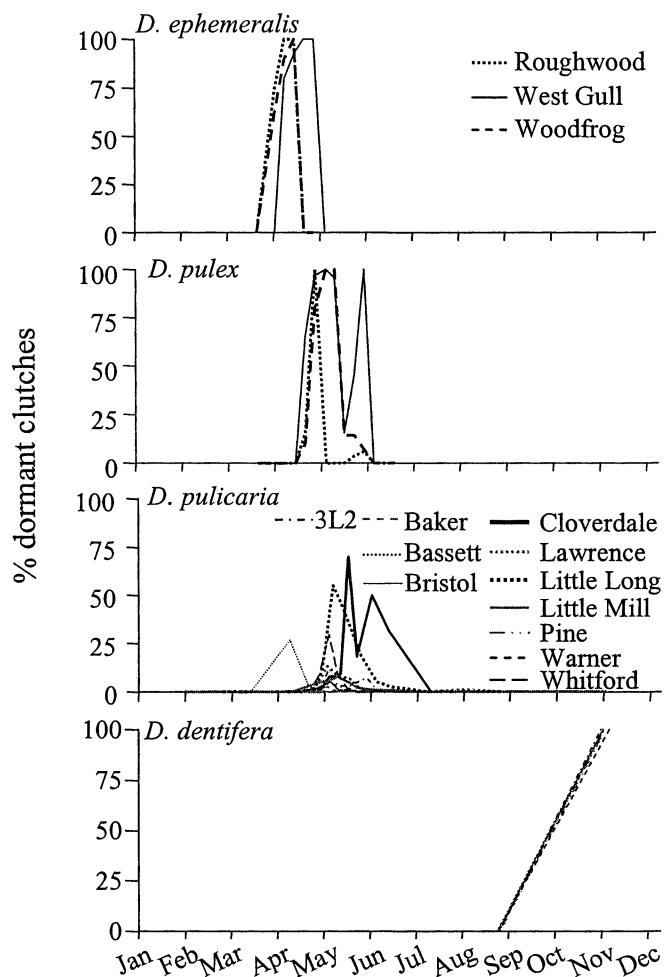 % dormant clutches
D. ephemeralis
100
75
50
25
0
Roughwood
West Gull
Woodfrog
D. pulex
100
75
50
25
0
D. pulicaria
100
75
50
25
0
3L2
Baker
Bassett
Bristol
Cloverdale
Lawrence
Little Long
Little Mill
Pine
Warner
Whitford
D. dentifera
100
75
50
25
0
Jan Feb Mar Apr May Jun Jul Aug Sep Oct Nov Dec